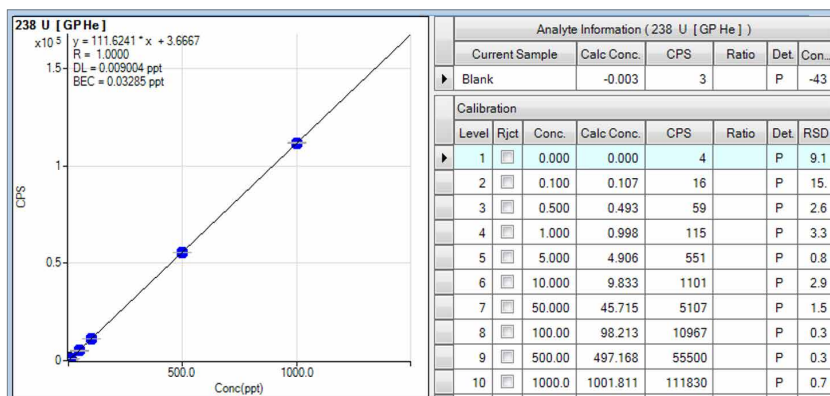 238 U [GP He]
x10 5
y = 111.6241 * x + 3.6667
R = 1.0000
DL = 0.009004 ppt
BEC = 0.03285 ppt
1.5
1
0.5
0
CPS
500.0 1000.0
Conc(ppt)
Analyte Information ( 238 U [ GP He ] )
Current Sample Calc Conc. CPS Ratio Det. Con...
Blank -0.003 3 P -43
Calibration
Level Rjct Conc. Calc Conc. CPS Ratio Det. RSD
1 0.000 0.000 4 P 9.1
2 0.100 0.107 16 P 15.
3 0.500 0.493 59 P 2.6
4 1.000 0.998 115 P 3.3
5 5.000 4.906 551 P 0.8
6 10.000 9.833 1101 P 2.9
7 50.000 45.715 5107 P 1.5
8 100.00 98.213 10967 P 0.3
9 500.00 497.168 55500 P 0.3
10 1000.0 1001.811 111830 P 0.7